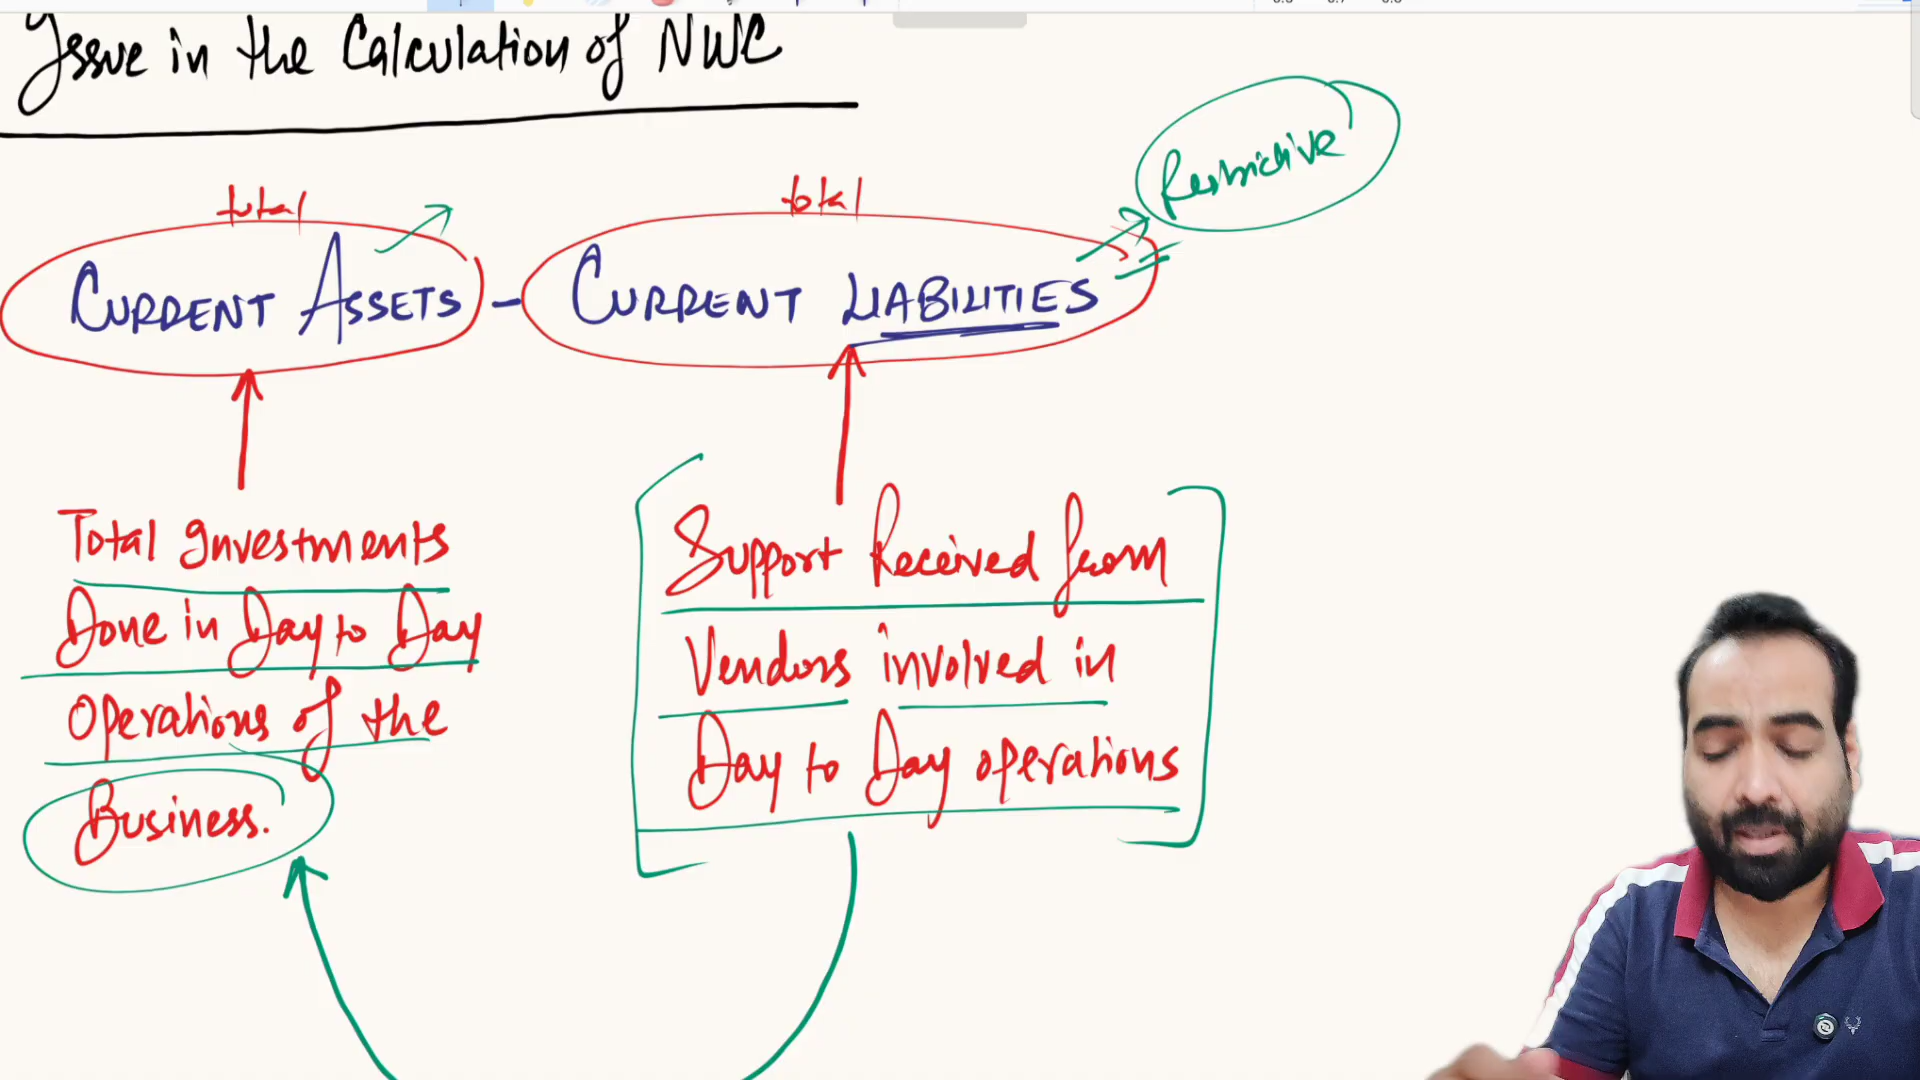 Issue in the Calculation of NWC
Restrictive
total
total
CURRENT ASSETS - CURRENT LIABILITIES
Total Investments
Done in Day to Day
Operations of the
Business.
Support Received from
Vendors involved in
Day to Day operations